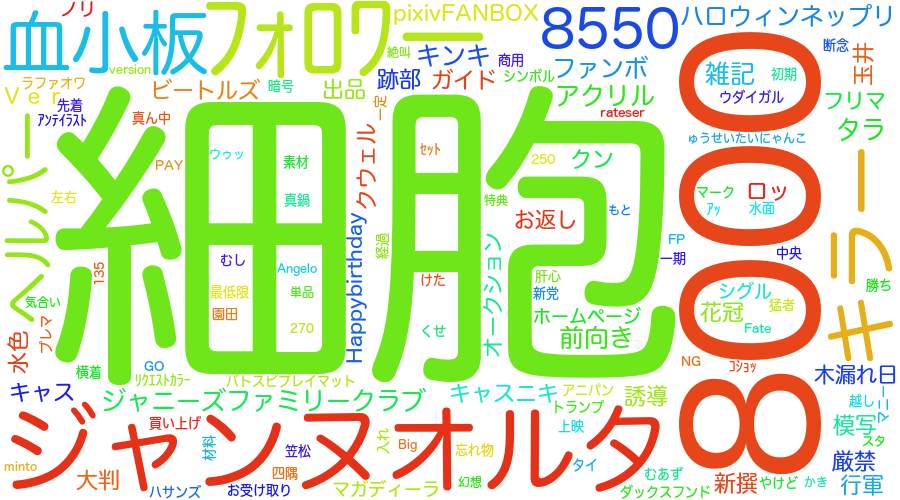 ノリ
血小板
フォロワー
pixivFANBOX
8550
ハロウィンネップリ
version
絶叫
キンキ
商用
断念
玉井
ラファオワ
ビートルズ
暗号
出品
跡部
ガイド
シンボル
ファンボ
雑記
初期
Ver
先着
アンティイラスト
真ん中
一定
アクリル
rateser
ウダイガル
フリマ
タラ
ヘルパー
細胞
8000
PAY
ウゥッ
素材
クウェル
セット
250
クン
ゅうせいたいにゃんこ
キラー
左右
真鍋
特典
お返し
もと
マーク
ロッ
アッ
水面
Happybirthday
経過
オークション
FP
一期
中央
135
むし
Angelo
けた
肝心
新党
シグル
勝ち
気合い
最低限
単品
園田
270
くせ
ホームページ
前向き
花冠
猛者
Fate
水色
プレマ
横着
GO
リクエストカラー
バトスピプレイマット
NG
コショッ
木漏れ日
キャス
ジャニーズファミリークラブ
キャスニキ
アニバン
トランプ
誘導
越し
マニー
ジャンヌオルタ
買い上げ
材料
笠松
入れ
Big
忘れ物
上映
模写
スタ
minto
大判
四隅
タイ
むあず
厳禁
ハサンズ
お受け取り
マガディーラ
幻想
ダックスフンド
新撰
やけど
かき
行軍